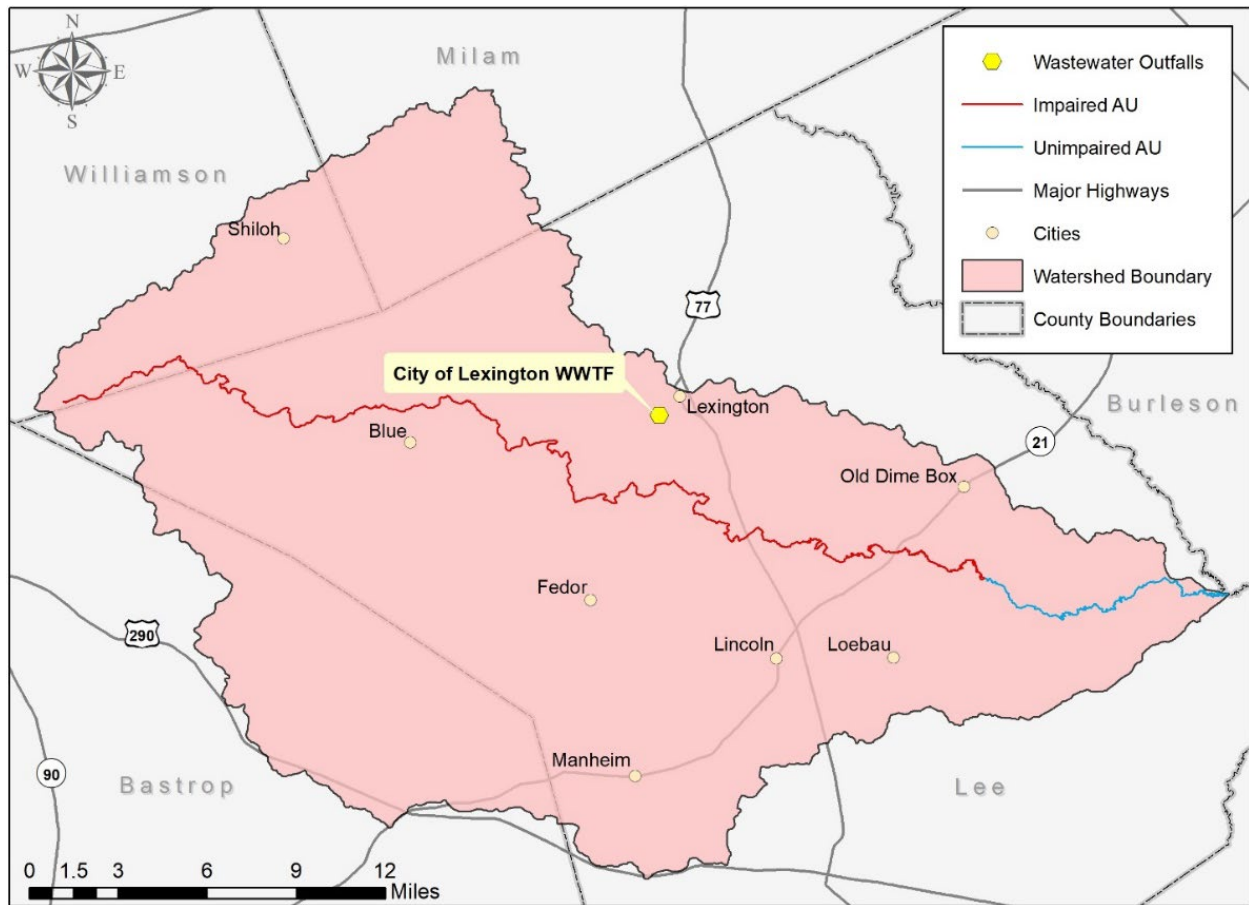 N
W
E
S
Milam
Williamson
Burleson
Bastrop
Lee
Wastewater Outfalls
Impaired AU
Unimpaired AU
Major Highways
Cities
Watershed Boundary
County Boundaries
Shiloh
77
City of Lexington WWTF
Lexington
Blue
21
Old Dime Box
Fedor
290
Lincoln
Loebau
Manheim
90
0 1.5 3 6 9 12
Miles